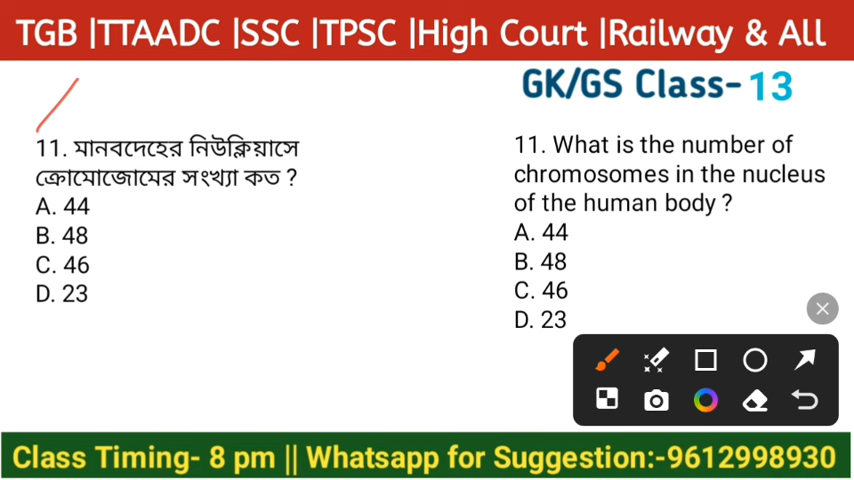 TGB |TTAADC |SSC |TPSC |High Court |Railway & All
GK/GS Class-13
11. মানবদেহের নিউক্লিয়াসে
ক্রোমোজোমের সংখ্যা কত ?
A. 44
B. 48
C. 46
D. 23
11. What is the number of
chromosomes in the nucleus
of the human body ?
A. 44
B. 48
C. 46
D. 23
Class Timing- 8 pm || Whatsapp for Suggestion:-9612998930